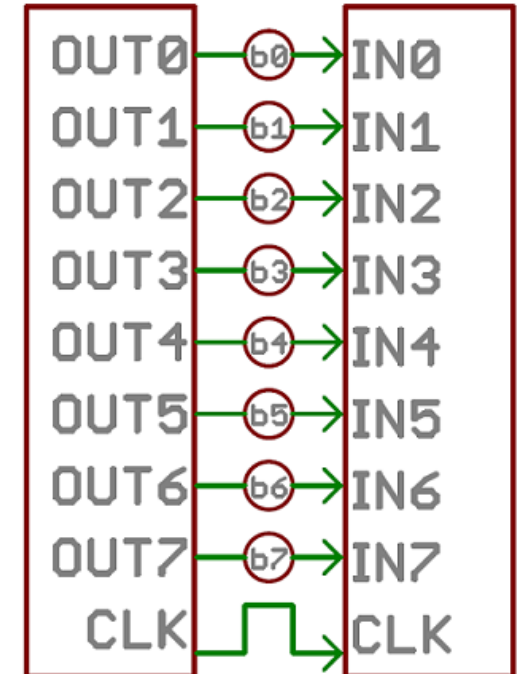 OUT0 b0 IN0
OUT1 b1 IN1
OUT2 b2 IN2
OUT3 b3 IN3
OUT4 b4 IN4
OUT5 b5 IN5
OUT6 b6 IN6
OUT7 b7 IN7
CLK CLK